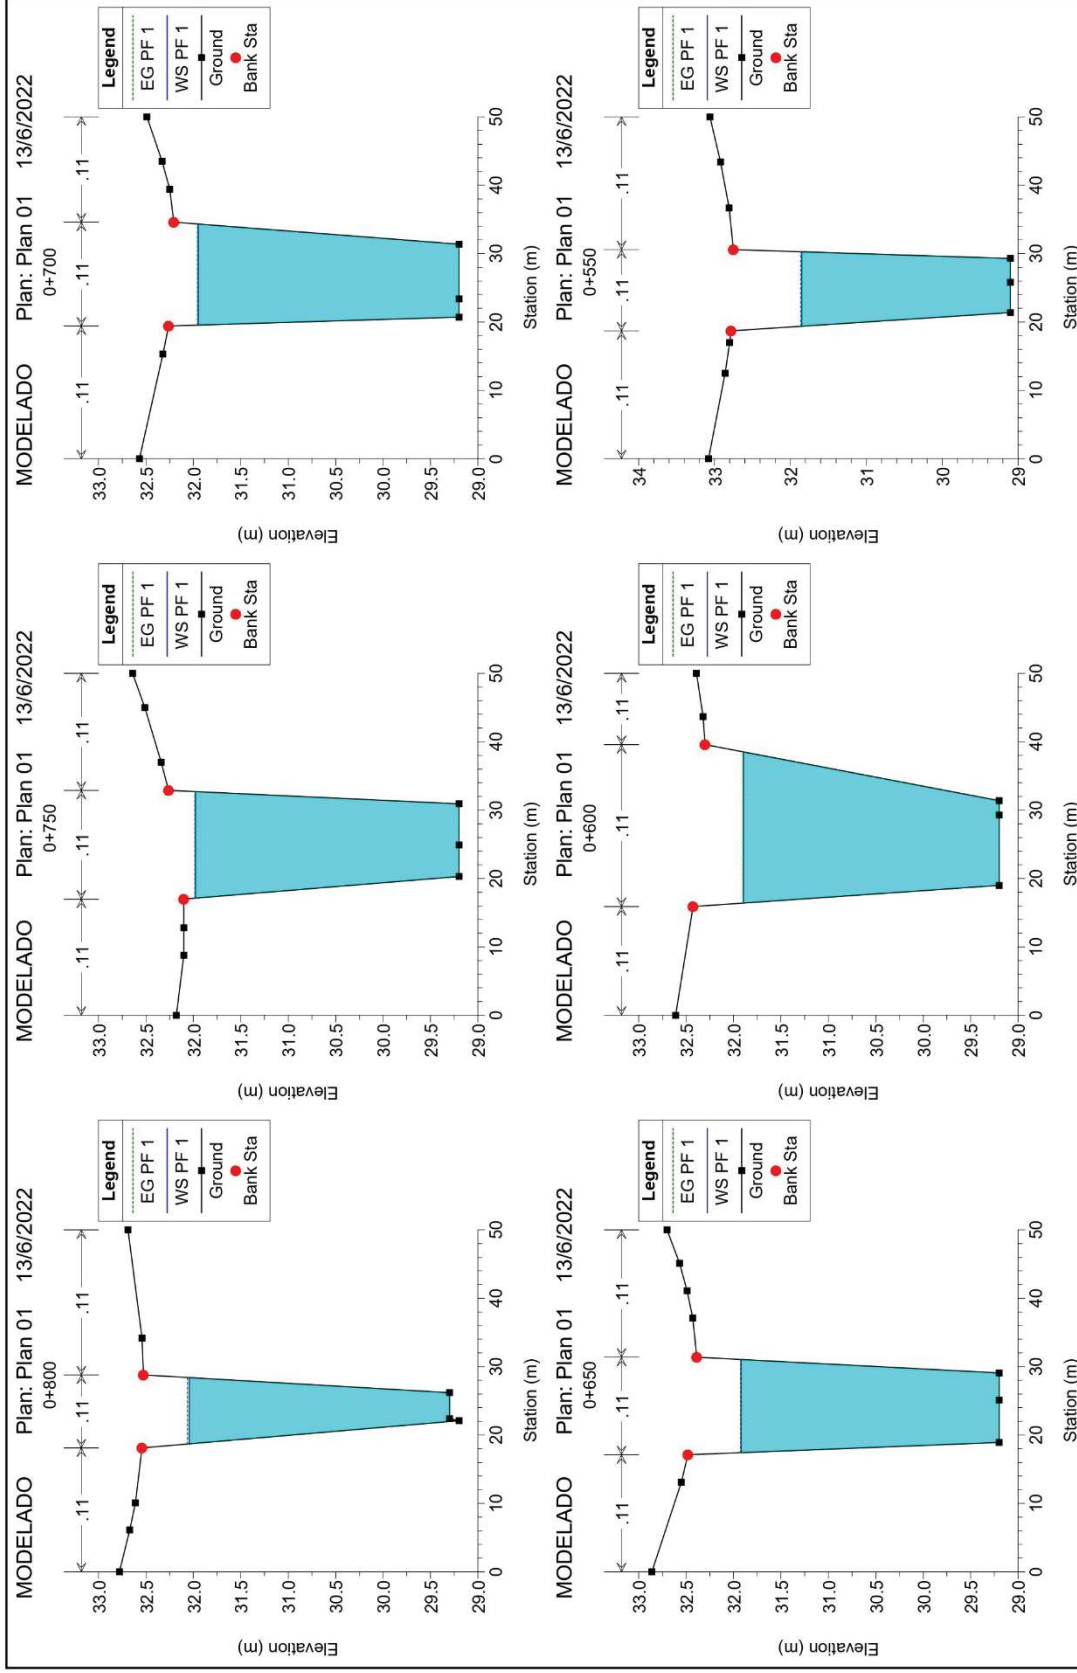 MODELADO Plan: Plan 01 13/6/2022
0+800
.11
.11
.11
Legend
EG PF 1
WS PF 1
Ground
Bank Sta
33.0
32.5
32.0
31.5
31.0
30.5
30.0
29.5
29.0
Elevation (m)
0 10 20 30 40 50
Station (m)
MODELADO Plan: Plan 01 13/6/2022
0+750
.11
.11
.11
Legend
EG PF 1
WS PF 1
Ground
Bank Sta
33.0
32.5
32.0
31.5
31.0
30.5
30.0
29.5
29.0
Elevation (m)
0 10 20 30 40 50
Station (m)
MODELADO Plan: Plan 01 13/6/2022
0+700
.11
.11
.11
Legend
EG PF 1
WS PF 1
Ground
Bank Sta
33.0
32.5
32.0
31.5
31.0
30.5
30.0
29.5
29.0
Elevation (m)
0 10 20 30 40 50
Station (m)
MODELADO Plan: Plan 01 13/6/2022
0+650
.11
.11
.11
Legend
EG PF 1
WS PF 1
Ground
Bank Sta
33.0
32.5
32.0
31.5
31.0
30.5
30.0
29.5
29.0
Elevation (m)
0 10 20 30 40 50
Station (m)
MODELADO Plan: Plan 01 13/6/2022
0+600
.11
.11
.11
Legend
EG PF 1
WS PF 1
Ground
Bank Sta
33.0
32.5
32.0
31.5
31.0
30.5
30.0
29.5
29.0
Elevation (m)
0 10 20 30 40 50
Station (m)
MODELADO Plan: Plan 01 13/6/2022
0+550
.11
.11
.11
Legend
EG PF 1
WS PF 1
Ground
Bank Sta
34
33
32
31
30
29
Elevation (m)
0 10 20 30 40 50
Station (m)